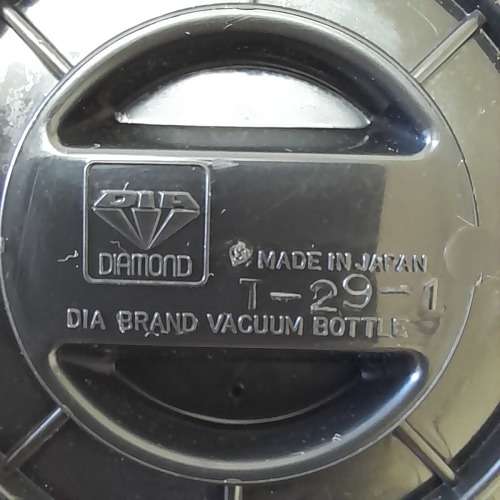 DIA
DIAMOND
MADE IN JAPAN
T-29-1
DIA BRAND VACUUM BOTTLE